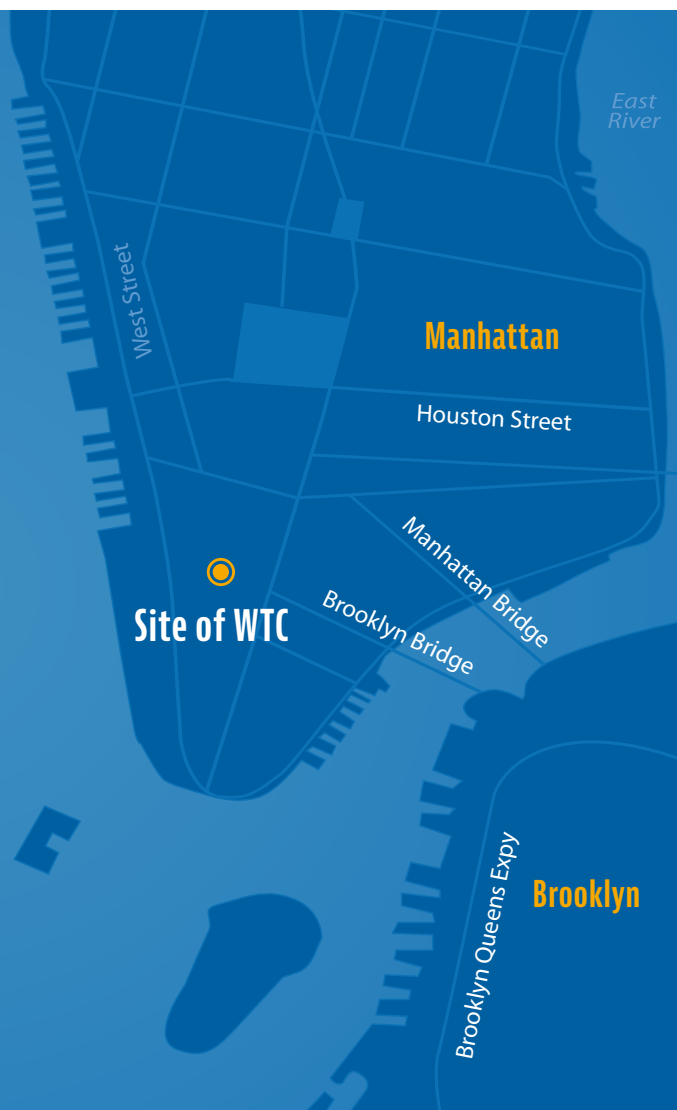 East
River
West Street
Manhattan
Houston Street
Manhattan Bridge
Brooklyn Bridge
Site of WTC
Brooklyn Queens Expy
Brooklyn